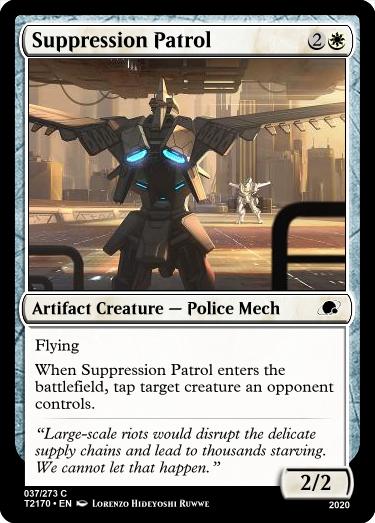 Suppression Patrol 2
Artifact Creature — Police Mech
Flying
When Suppression Patrol enters the
battlefield, tap target creature an opponent
controls.
“Large-scale riots would disrupt the delicate
supply chains and lead to thousands starving.
We cannot let that happen.”
2/2
037/273 C
T2170 • EN Lorenzo Hideyoshi Ruwwe
2020